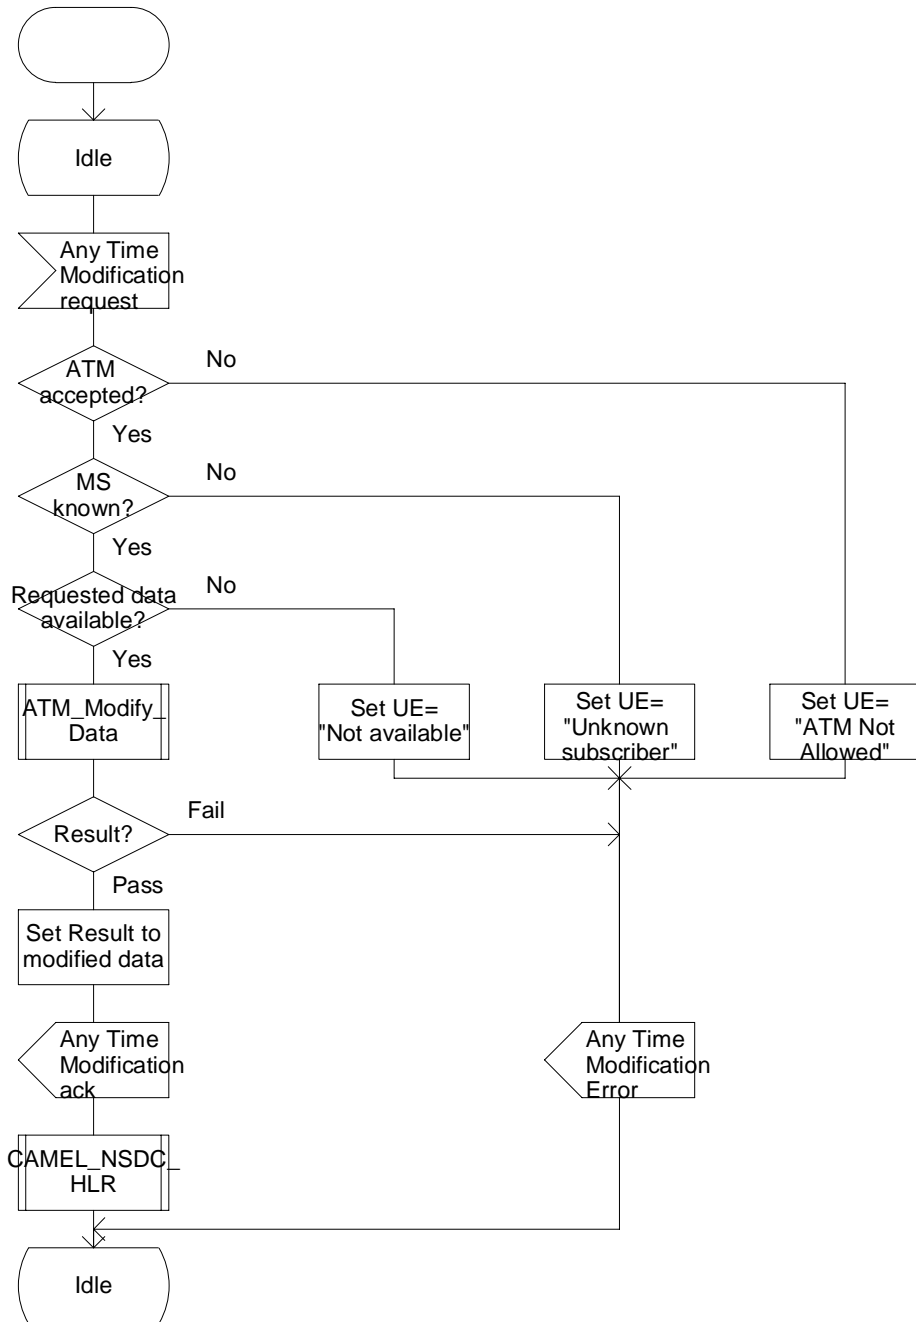 Idle
Any Time
Modification
request
ATM
accepted?
No
Yes
MS
known?
No
Yes
Requested data
available?
No
Yes
ATM_Modify_
Data
Set UE=
"Not available"
Set UE=
"Unknown
subscriber"
Set UE=
"ATM Not
Allowed"
Result?
Fail
Pass
Set Result to
modified data
Any Time
Modification
ack
Any Time
Modification
Error
CAMEL_NSDC_
HLR
Idle